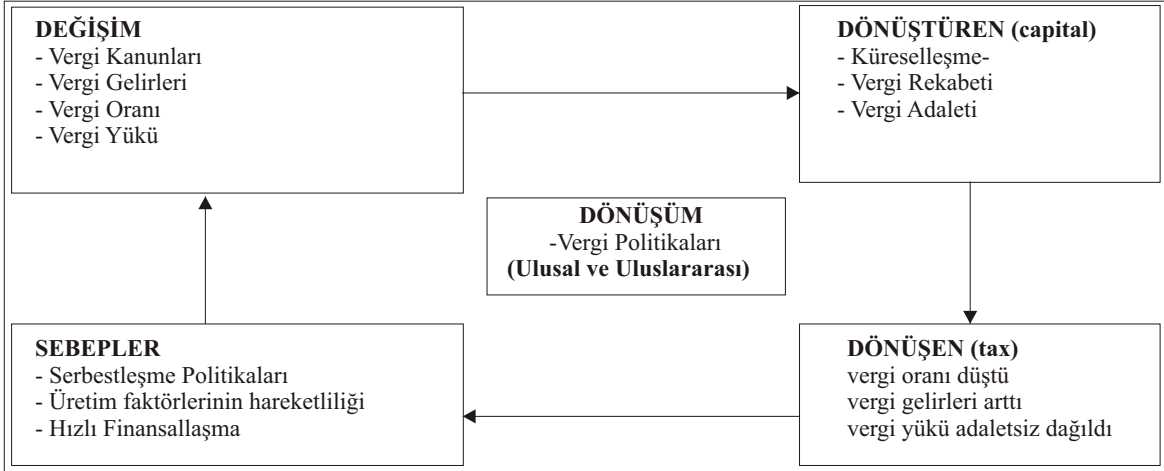 DEĞİŞİM
- Vergi Kanunları
- Vergi Gelirleri
- Vergi Oranı
- Vergi Yükü
DÖNÜŞTÜREN (capital)
- Küreselleşme-
- Vergi Rekabeti
- Vergi Adaleti
DÖNÜŞÜM
-Vergi Politikaları
(Ulusal ve Uluslararası)
SEBEPLER
- Serbestleşme Politikaları
- Üretim faktörlerinin hareketliliği
- Hızlı Finansallaşma
DÖNÜŞEN (tax)
vergi oranı düştü
vergi gelirleri arttı
vergi yükü adaletsiz dağıldı